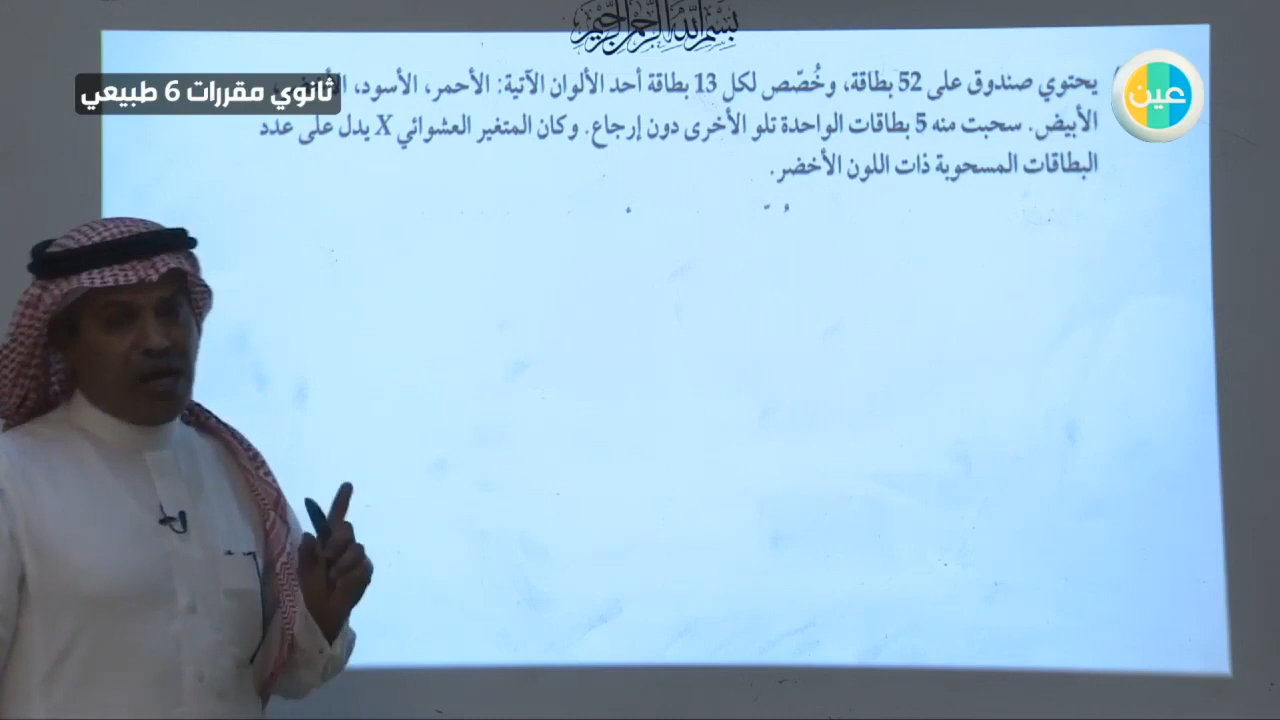 بسم الله الرحمن الرحيم
ثانوي مقررات 6 طبيعي
عين
يحتوي صندوق على 52 بطاقة، وخُصّص لكل 13 بطاقة أحد الألوان الآتية: الأحمر، الأسود،
الأبيض. سحبت منه 5 بطاقات الواحدة تلو الأخرى دون إرجاع. وكان المتغير العشوائي X يدل على عدد
البطاقات المسحوبة ذات اللون الأخضر.